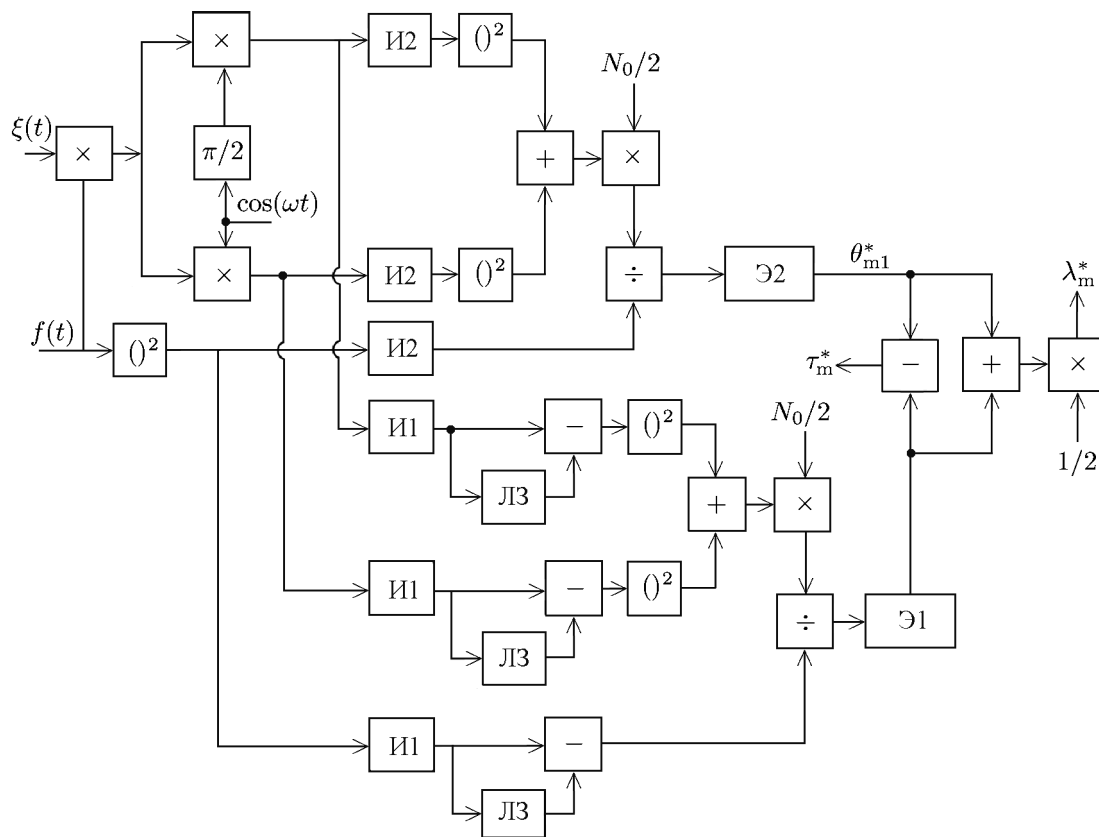 × И2 ()²
N₀/2
ξ(t) × π/2 + ×
cos(ωt)
× И2 ()² ÷ Э2 θ*ₘ₁ λ*ₘ
f(t) ()² И2 τ*ₘ − + ×
И1 − ()² N₀/2 1/2
ЛЗ + ×
И1 − ()² ÷ Э1
ЛЗ
И1 −
ЛЗ